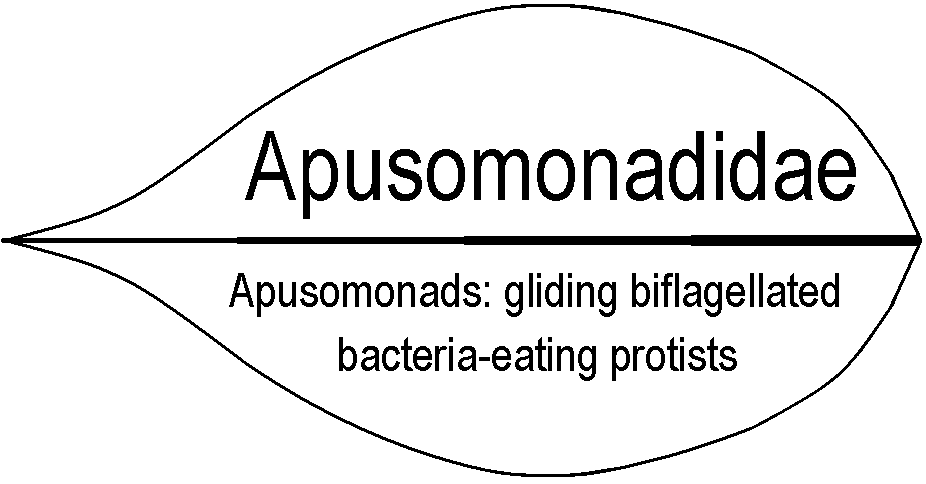 Apusomonadidae
Apusomonads: gliding biflagellated
bacteria-eating protists